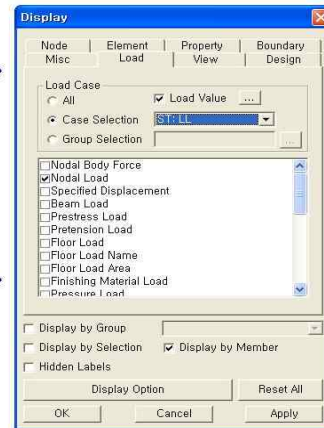 Display
Node Element Property Boundary
Misc Load View Design
Load Case
All Load Value ...
Case Selection ST: LL
Group Selection ...
Nodal Body Force
Nodal Load
Specified Displacement
Beam Load
Prestress Load
Pretension Load
Floor Load
Floor Load Name
Floor Load Area
Finishing Material Load
Pressure Load
Display by Group
Display by Selection Display by Member
Hidden Labels
Display Option Reset All
OK Cancel Apply